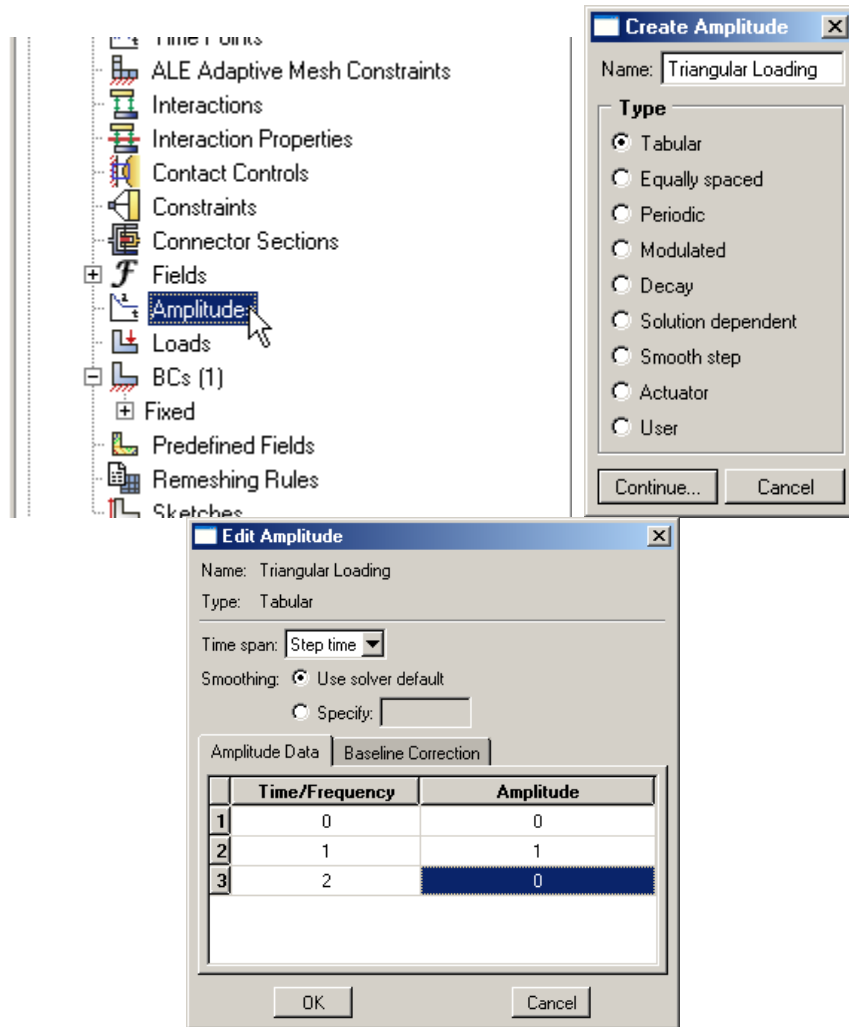 Time Points
ALE Adaptive Mesh Constraints
Interactions
Interaction Properties
Contact Controls
Constraints
Connector Sections
Fields
Amplitude
Loads
BCs (1)
Fixed
Predefined Fields
Remeshing Rules
Sketches
Create Amplitude
Name: Triangular Loading
Type
Tabular
Equally spaced
Periodic
Modulated
Decay
Solution dependent
Smooth step
Actuator
User
Continue... Cancel
Edit Amplitude
Name: Triangular Loading
Type: Tabular
Time span: Step time
Smoothing: Use solver default
Specify:
Amplitude Data Baseline Correction
Time/Frequency Amplitude
1 0 0
2 1 1
3 2 0
OK Cancel